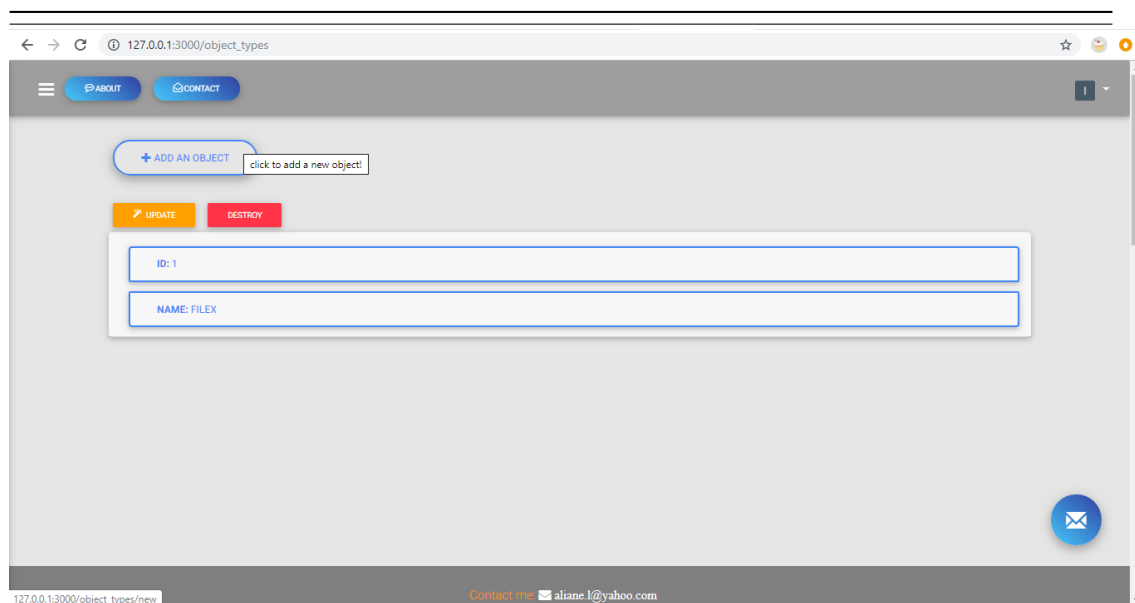 127.0.0.1:3000/object_types
ABOUT
CONTACT
I
ADD AN OBJECT
click to add a new object!
UPDATE
DESTROY
ID: 1
NAME: FILEX
Contact me: aliane.l@yahoo.com
127.0.0.1:3000/object_types/new